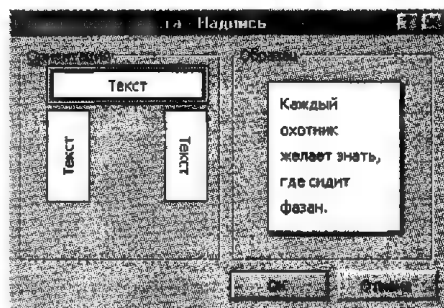 Надпись
Образец
Текст
Текст
Текст
Каждый
охотник
желает знать,
где сидит
фазан.
ОК
Отмена